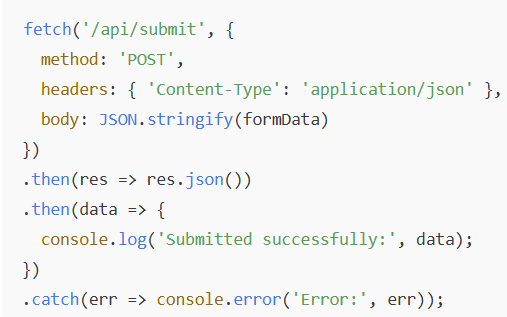 fetch('/api/submit', {
  method: 'POST',
  headers: { 'Content-Type': 'application/json' },
  body: JSON.stringify(formData)
})
.then(res => res.json())
.then(data => {
  console.log('Submitted successfully:', data);
})
.catch(err => console.error('Error:', err));